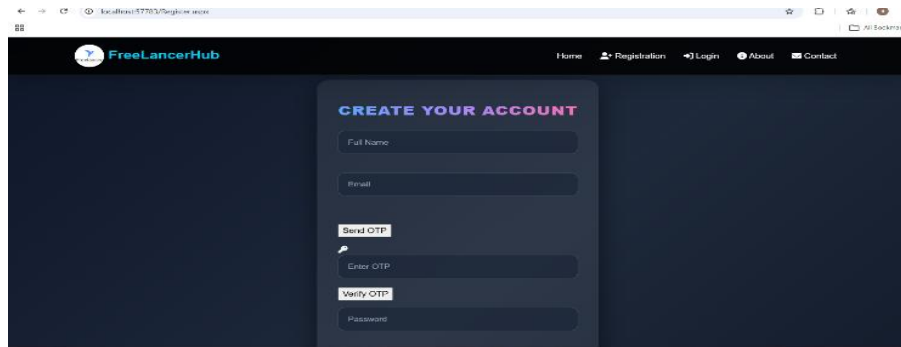 localhost:57783/Register.aspx
All Bookmar
FreeLancerHub
Home Registration Login About Contact
CREATE YOUR ACCOUNT
Full Name
Email
Send OTP
Enter OTP
Verify OTP
Password